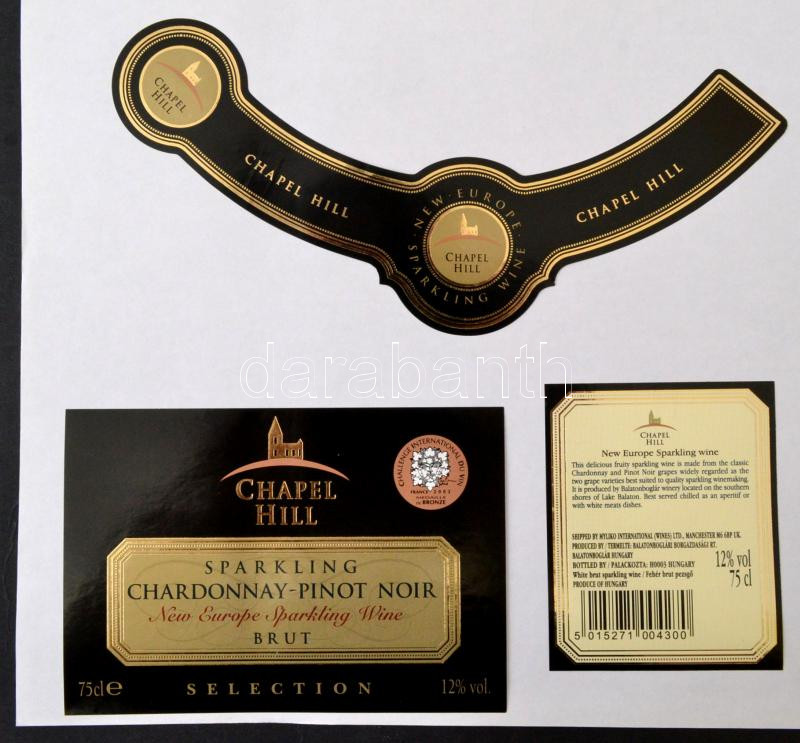 CHAPEL
HILL
CHAPEL HILL
NEW · EUROPE ·
SPARKLING WINE
CHAPEL
HILL
CHAPEL HILL
darabanth
CHAPEL
HILL
CHALLENGE INTERNATIONAL DU VIN
FRANCE - 2002
MEDAILLE
de BRONZE
SPARKLING
CHARDONNAY-PINOT NOIR
New Europe Sparkling Wine
BRUT
75cl e
SELECTION
12% vol.
CHAPEL
HILL
New Europe Sparkling wine
This delicious fruity sparkling wine is made from the classic
Chardonnay and Pinot Noir grapes widely regarded as the
two grape varieties best suited to quality sparkling winemaking.
It is produced by Balatonboglár winery located on the southern
shores of Lake Balaton. Best served chilled as an aperitif or
with white meats dishes.
SHIPPED BY MYLIKO INTERNATIONAL (WINES) LTD., MANCHESTER M6 6BP UK.
PRODUCED BY / TERMELTE: BALATONBOGLÁRI BORGAZDASÁGI RT.
BALATONBOGLÁR HUNGARY
BOTTLED BY / PALACKOZTA: H0003 HUNGARY
White brut sparkling wine / Fehér brut pezsgő
PRODUCE OF HUNGARY
12% vol
75 cl
5 015271 004300